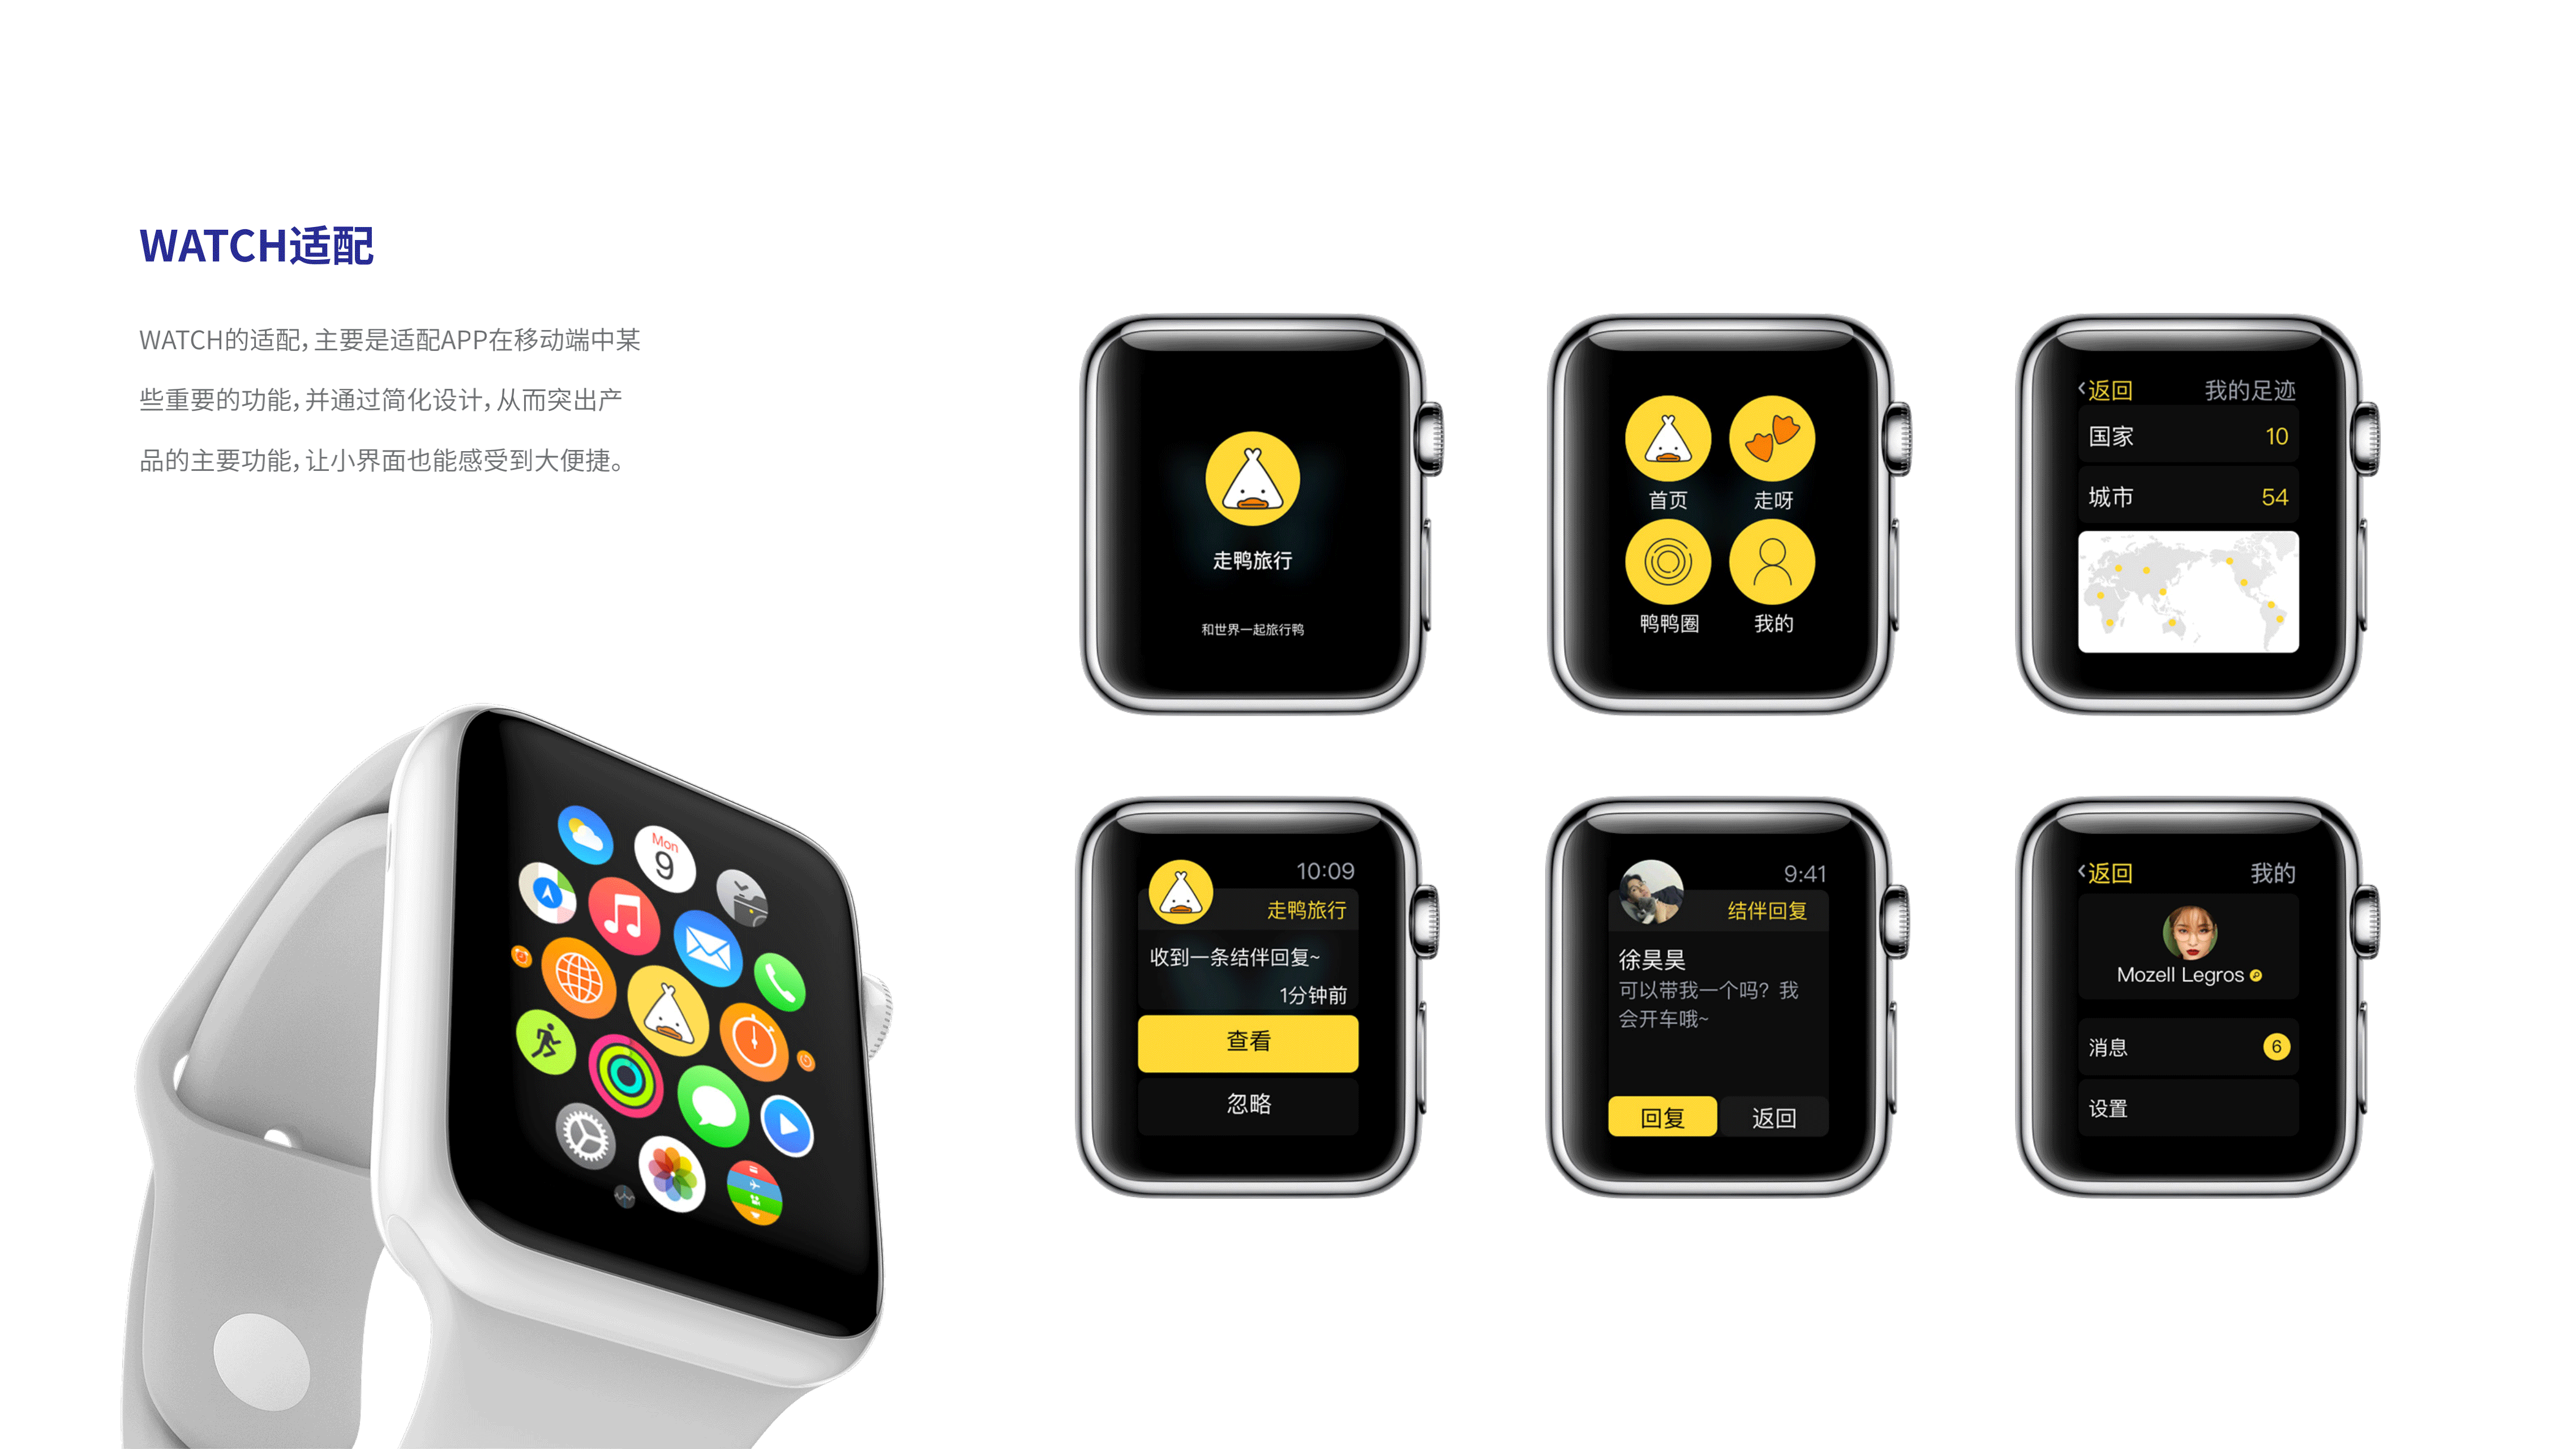 WATCH适配
WATCH的适配，主要是适配APP在移动端中某
些重要的功能，并通过简化设计，从而突出产
品的主要功能，让小界面也能感受到大便捷。
Mon
9
走鸭旅行
和世界一起旅行鸭
首页 走呀
鸭鸭圈 我的
返回 我的足迹
国家 10
城市 54
10:09
走鸭旅行
收到一条结伴回复~
1分钟前
查看
忽略
9:41
结伴回复
徐昊昊
可以带我一个吗？我
会开车哦~
回复 返回
返回 我的
Mozell Legros
消息 6
设置